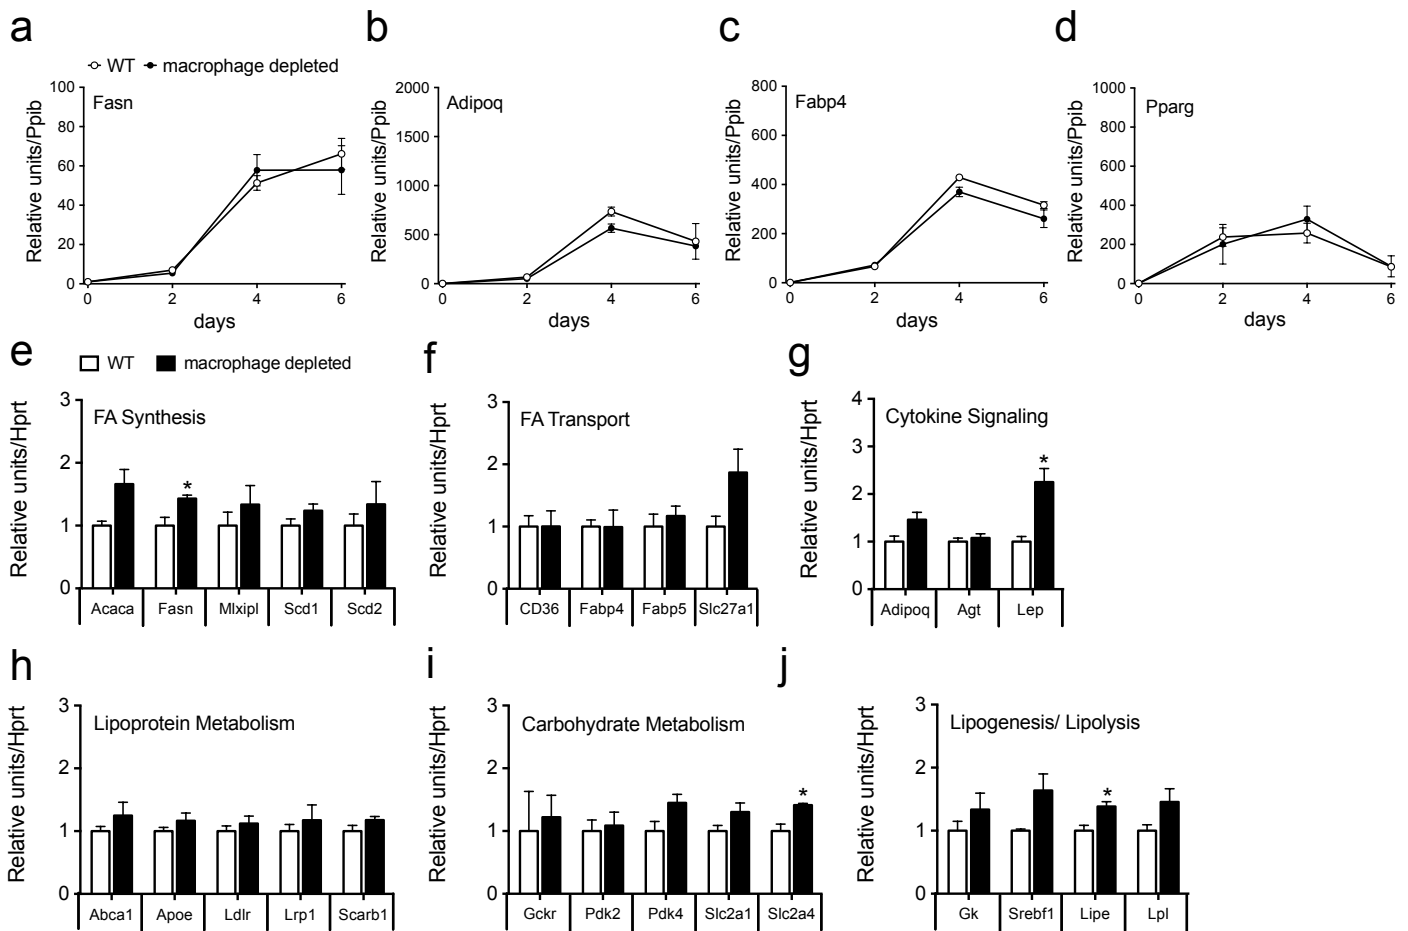 a
b
c
d
WT macrophage depleted
Fasn
Relative units/Ppib
100
80
60
40
20
0
0 2 4 6
days
Adipoq
Relative units/Ppib
2000
1500
1000
500
0
0 2 4 6
days
Fabp4
Relative units/Ppib
800
600
400
200
0
0 2 4 6
days
Pparg
Relative units/Ppib
1000
800
600
400
200
0
0 2 4 6
days
e
WT macrophage depleted
FA Synthesis
Relative units/Hprt
3
2
1
0
*
Acaca Fasn Mlxipl Scd1 Scd2
f
FA Transport
Relative units/Hprt
3
2
1
0
CD36 Fabp4 Fabp5 Slc27a1
g
Cytokine Signaling
Relative units/Hprt
4
3
2
1
0
*
Adipoq Agt Lep
h
Lipoprotein Metabolism
Relative units/Hprt
3
2
1
0
Abca1 Apoe Ldlr Lrp1 Scarb1
i
Carbohydrate Metabolism
Relative units/Hprt
3
2
1
0
*
Gckr Pdk2 Pdk4 Slc2a1 Slc2a4
j
Lipogenesis/ Lipolysis
Relative units/Hprt
3
2
1
0
*
Gk Srebf1 Lipe Lpl